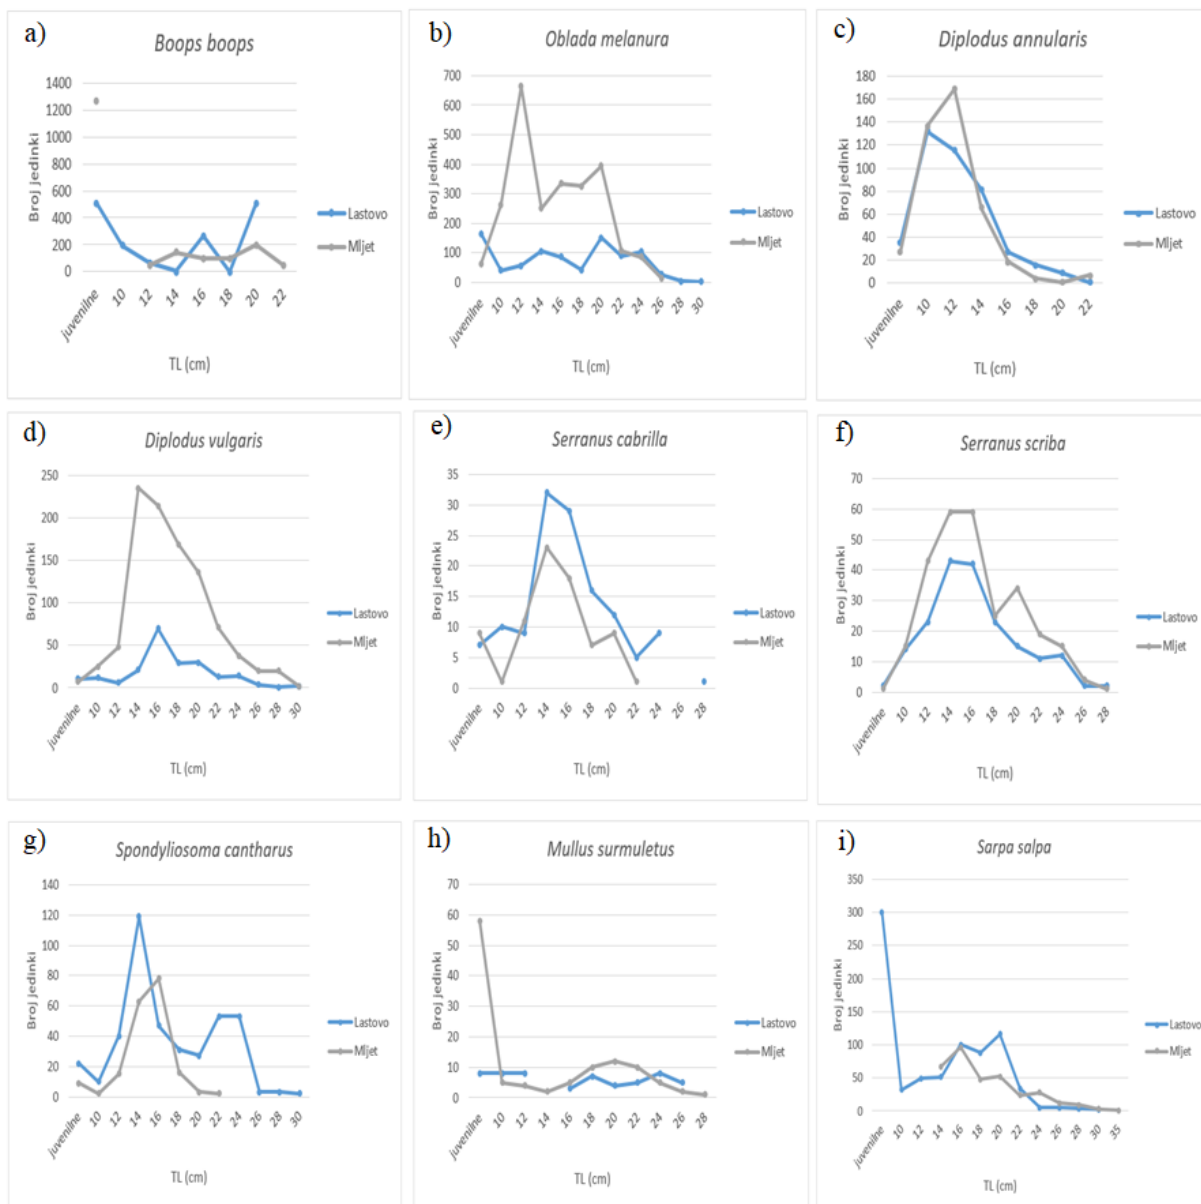 a)
Boops boops
1400
1200
1000
800
600
400
200
0
Broj jedinki
juvenilne 10 12 14 16 18 20 22
TL (cm)
Lastovo
Mljet
b)
Oblada melanura
700
600
500
400
300
200
100
0
Broj jedinki
juvenilne 10 12 14 16 18 20 22 24 26 28 30
TL (cm)
Lastovo
Mljet
c)
Diplodus annularis
180
160
140
120
100
80
60
40
20
0
Broj jedinki
juvenilne 10 12 14 16 18 20 22
TL (cm)
Lastovo
Mljet
d)
Diplodus vulgaris
250
200
150
100
50
0
Broj jedinki
juvenilne 10 12 14 16 18 20 22 24 26 28 30
TL (cm)
Lastovo
Mljet
e)
Serranus cabrilla
35
30
25
20
15
10
5
0
Broj jedinki
juvenilne 10 12 14 16 18 20 22 24 26 28
TL (cm)
Lastovo
Mljet
f)
Serranus scriba
70
60
50
40
30
20
10
0
Broj jedinki
juvenilne 10 12 14 16 18 20 22 24 26 28
TL (cm)
Lastovo
Mljet
g)
Spondyliosoma cantharus
140
120
100
80
60
40
20
0
Broj jedinki
juvenilne 10 12 14 16 18 20 22 24 26 28 30
TL (cm)
Lastovo
Mljet
h)
Mullus surmuletus
70
60
50
40
30
20
10
0
Broj jedinki
juvenilne 10 12 14 16 18 20 22 24 26 28
TL (cm)
Lastovo
Mljet
i)
Sarpa salpa
350
300
250
200
150
100
50
0
Broj jedinki
juvenilne 10 12 14 16 18 20 22 24 26 28 30 35
TL (cm)
Lastovo
Mljet